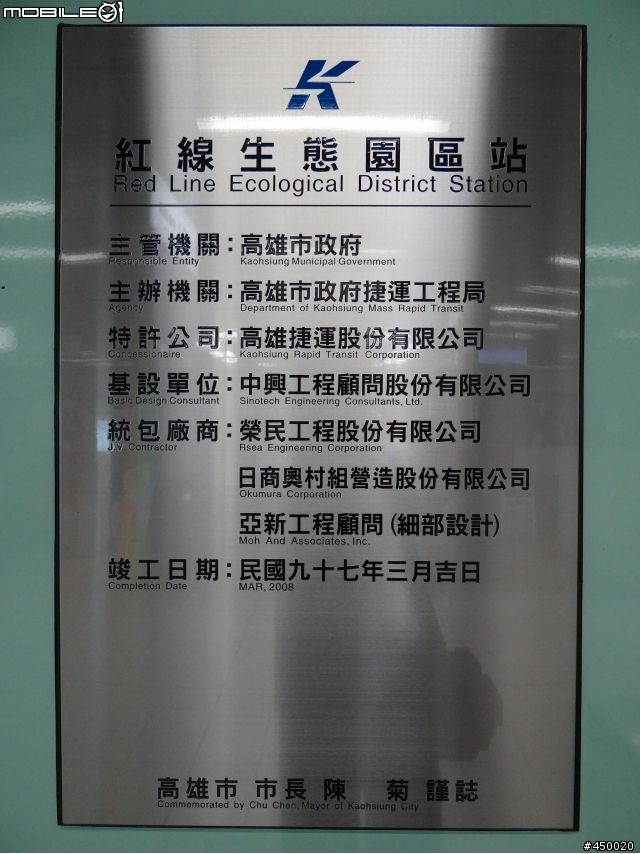 MOBILE01
紅線生態園區站
Red Line Ecological District Station
主管機關：高雄市政府
Responsible Entity Kaohsiung Municipal Government
主辦機關：高雄市政府捷運工程局
Agency Department of Kaohsiung Mass Rapid Transit
特許公司：高雄捷運股份有限公司
Concessionaire Kaohsiung Rapid Transit Corporation
基設單位：中興工程顧問股份有限公司
Basic Design Consultant Sinotech Engineering Consultants, Ltd.
統包廠商：榮民工程股份有限公司
J.V. Contractor Rsea Engineering Corporation
日商奧村組營造股份有限公司
Okumura Corporation
亞新工程顧問(細部設計)
Moh And Associates, Inc.
竣工日期：民國九十七年三月吉日
Completion Date MAR, 2008
高雄市 市長 陳 菊 謹誌
Commemorated by Chu Chen, Mayor of Kaohsiung City
#450020